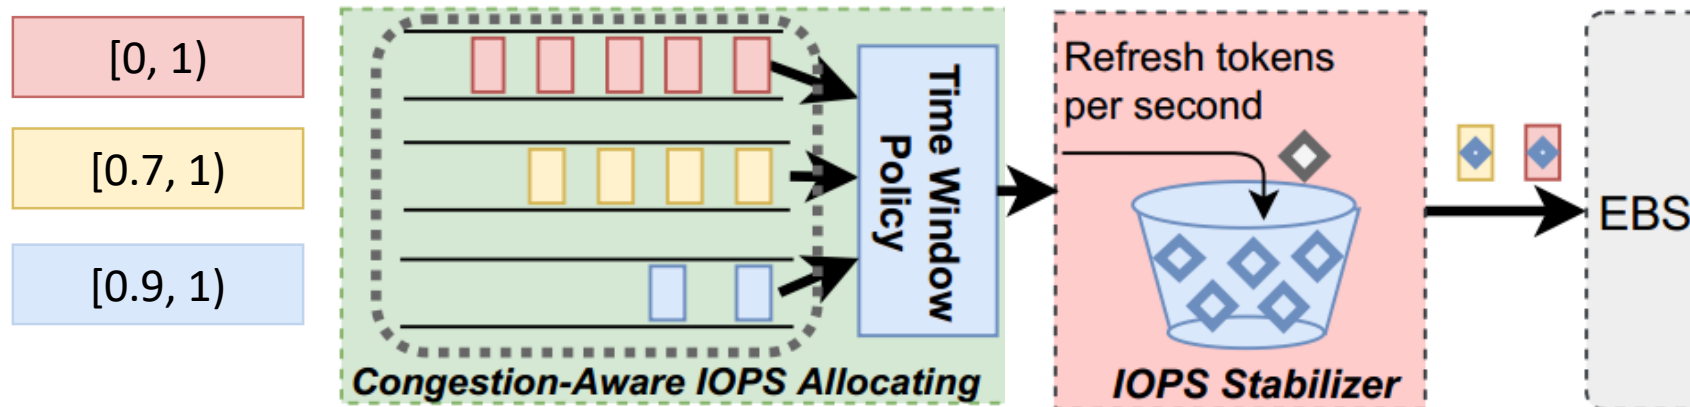 [0, 1)
[0.7, 1)
[0.9, 1)
Time Window
Policy
Congestion-Aware IOPS Allocating
Refresh tokens
per second
IOPS Stabilizer
EBS